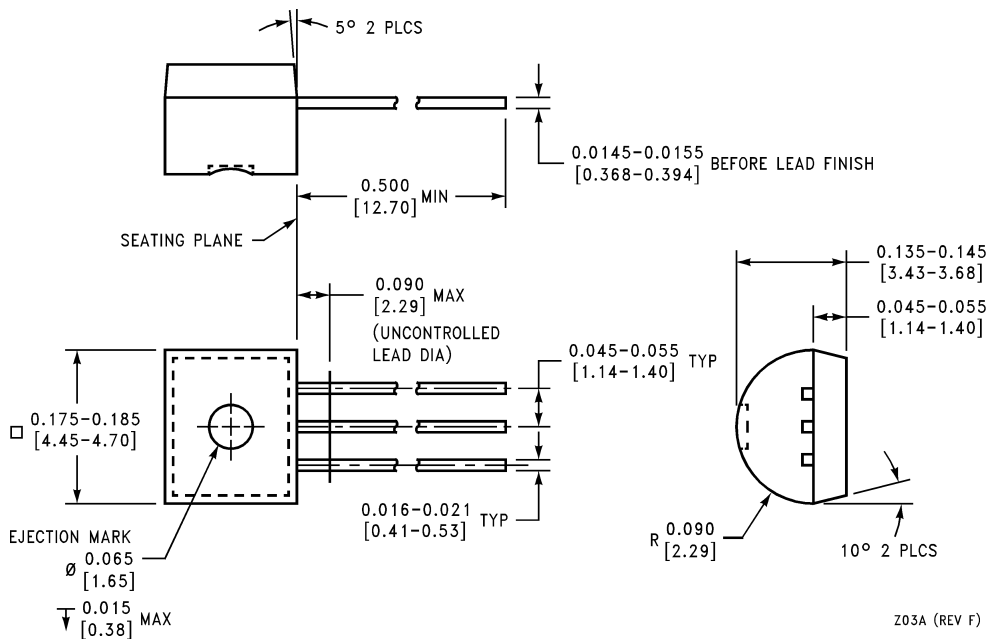 5° 2 PLCS
0.0145-0.0155
[0.368-0.394] BEFORE LEAD FINISH
0.500
[12.70] MIN
SEATING PLANE
0.090
[2.29] MAX
(UNCONTROLLED
LEAD DIA)
0.135-0.145
[3.43-3.68]
0.045-0.055
[1.14-1.40]
0.045-0.055
[1.14-1.40] TYP
0.175-0.185
[4.45-4.70]
0.016-0.021
[0.41-0.53] TYP
EJECTION MARK
Ø 0.065
[1.65]
0.015
[0.38] MAX
R 0.090
[2.29]
10° 2 PLCS
Z03A (REV F)